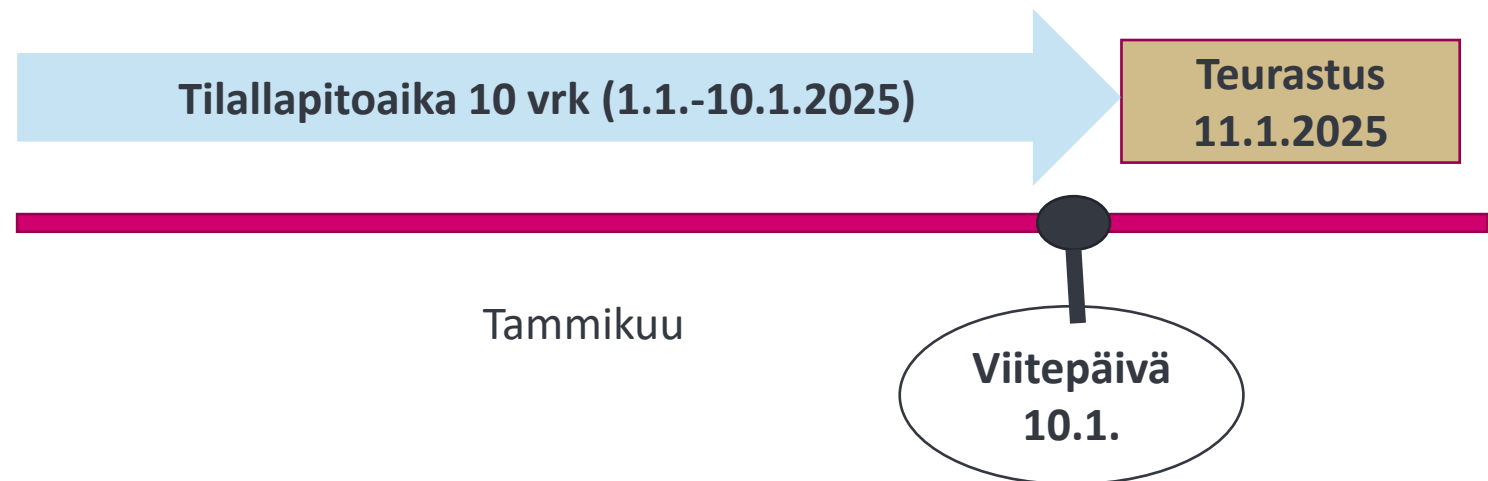 Tilallapitoaika 10 vrk (1.1.-10.1.2025)
Teurastus
11.1.2025
Tammikuu
Viitepäivä
10.1.